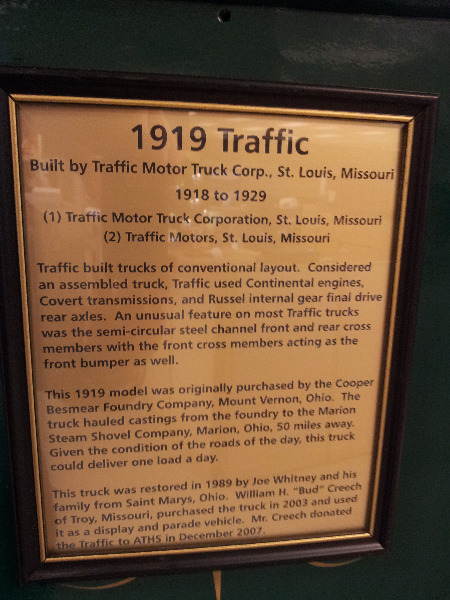 1919 Traffic
Built by Traffic Motor Truck Corp., St. Louis, Missouri
1918 to 1929
(1) Traffic Motor Truck Corporation, St. Louis, Missouri
(2) Traffic Motors, St. Louis, Missouri
Traffic built trucks of conventional layout. Considered
an assembled truck, Traffic used Continental engines,
Covert transmissions, and Russel internal gear final drive
rear axles. An unusual feature on most Traffic trucks
was the semi-circular steel channel front and rear cross
members with the front cross members acting as the
front bumper as well.
This 1919 model was originally purchased by the Cooper
Besmear Foundry Company, Mount Vernon, Ohio. The
truck hauled castings from the foundry to the Marion
Steam Shovel Company, Marion, Ohio, 50 miles away.
Given the condition of the roads of the day, this truck
could deliver one load a day.
This truck was restored in 1989 by Joe Whitney and his
family from Saint Marys, Ohio. William H. "Bud" Creech
of Troy, Missouri, purchased the truck in 2003 and used
it as a display and parade vehicle. Mr. Creech donated
the Traffic to ATHS in December 2007.